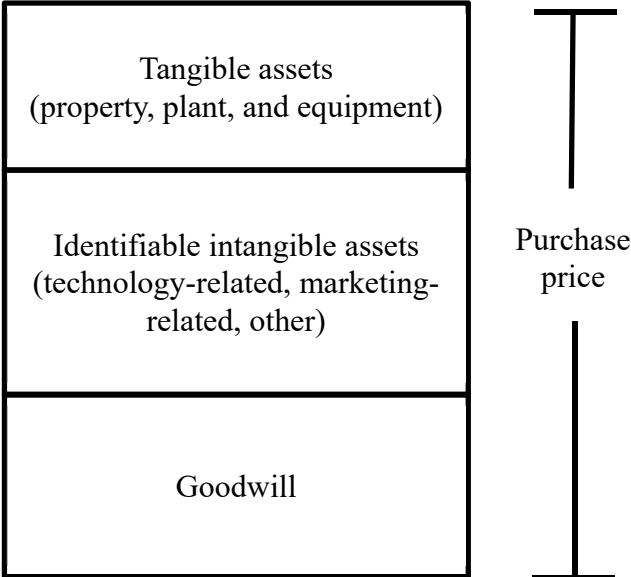 Tangible assets
(property, plant, and equipment)
Identifiable intangible assets
(technology-related, marketing-
related, other)
Goodwill
Purchase
price